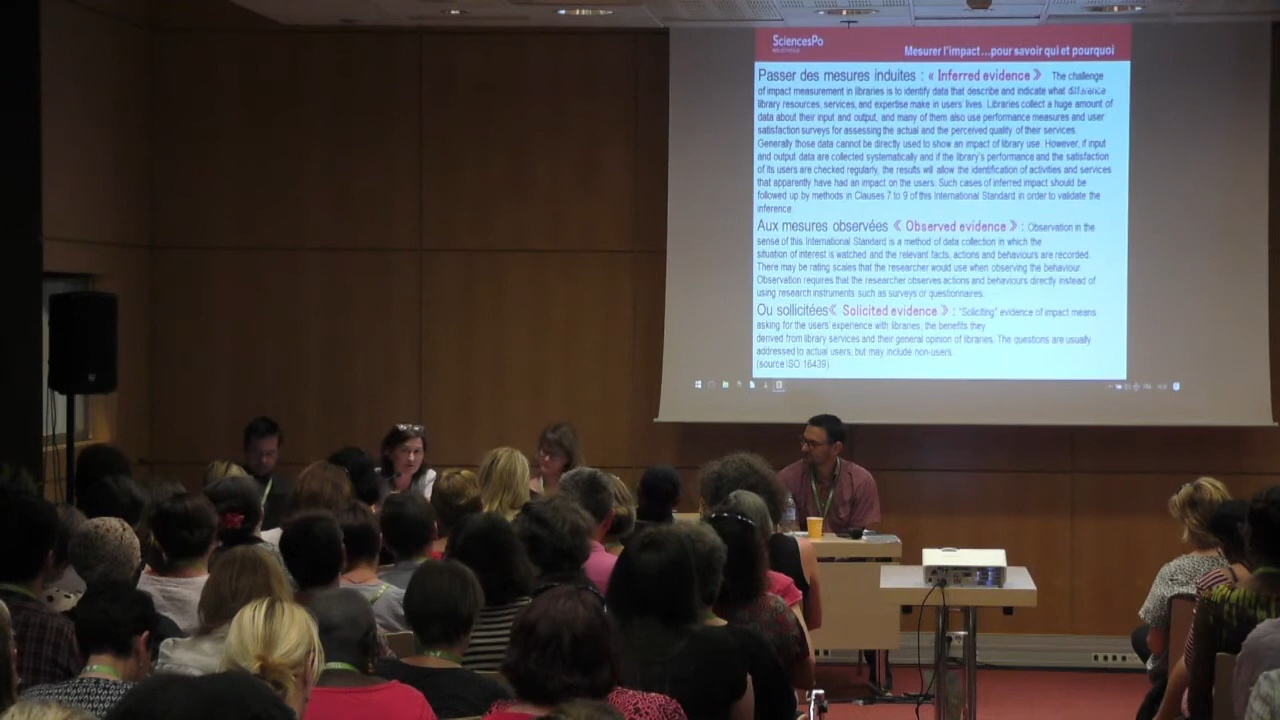 SciencesPo
Mesurer l'impact ...pour savoir qui et pourquoi
Passer des mesures induites : « Inferred evidence » The challenge
of impact measurement in libraries is to identify data that describe and indicate what difference
library resources, services, and expertise make in users' lives. Libraries collect a huge amount of
data about their input and output, and many of them also use performance measures and user
satisfaction surveys for assessing the actual and the perceived quality of their services.
Generally those data cannot be directly used to show an impact of library use. However, if input
and output data are collected systematically and if the library's performance and the satisfaction
of its users are checked regularly, the results will allow the identification of activities and services
that apparently have had an impact on the users. Such cases of inferred impact should be
followed up by methods in Clauses 7 to 9 of this International Standard in order to validate the
inference.
Aux mesures observées « Observed evidence » : Observation in the
sense of this International Standard is a method of data collection in which the
situation of interest is watched and the relevant facts, actions and behaviours are recorded.
There may be rating scales that the researcher would use when observing the behaviour.
Observation requires that the researcher observes actions and behaviours directly instead of
using research instruments such as surveys or questionnaires.
Ou sollicitées« Solicited evidence » : "Soliciting" evidence of impact means
asking for the users' experience with libraries, the benefits they
derived from library services and their general opinion of libraries. The questions are usually
addressed to actual users, but may include non-users.
(source ISO 16439)